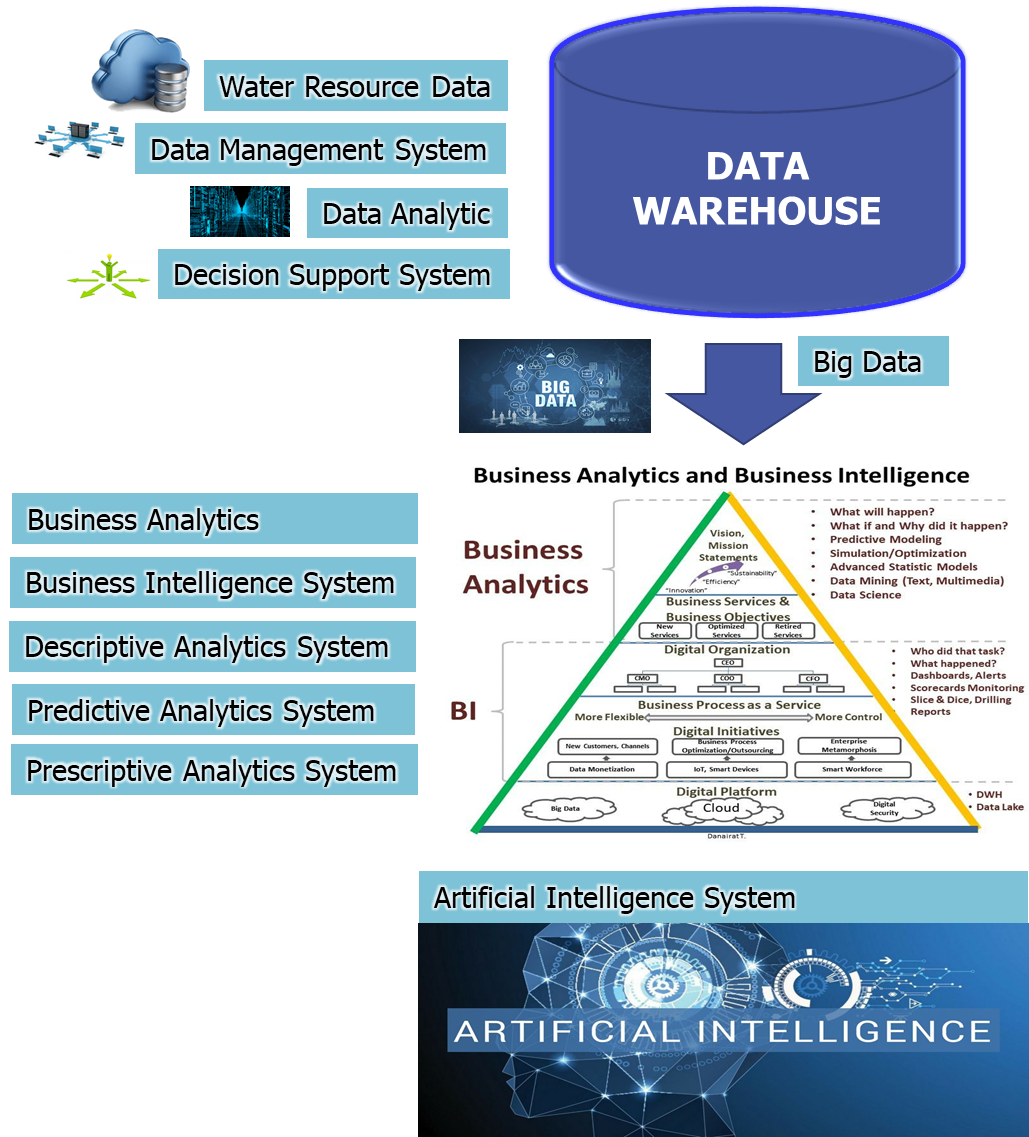 Water Resource Data
Data Management System
Data Analytic
Decision Support System
DATA
WAREHOUSE
BIG
DATA
Big Data
Business Analytics
Business Intelligence System
Descriptive Analytics System
Predictive Analytics System
Prescriptive Analytics System
Business Analytics and Business Intelligence
Business
Analytics
BI
Vision,
Mission
Statements
"Sustainability"
"Efficiency"
"Innovation"
Business Services &
Business Objectives
New
Services
Optimized
Services
Retired
Services
Digital Organization
CEO
CMO
COO
CFO
Business Process as a Service
More Flexible
More Control
Digital Initiatives
New Customers, Channels
Business Process
Optimization/Outsourcing
Enterprise
Metamorphosis
Data Monetization
IoT, Smart Devices
Smart Workforce
Digital Platform
Big Data
Cloud
Digital
Security
Danairat T.
• What will happen?
• What if and Why did it happen?
• Predictive Modeling
• Simulation/Optimization
• Advanced Statistic Models
• Data Mining (Text, Multimedia)
• Data Science
• Who did that task?
• What happened?
• Dashboards, Alerts
• Scorecards Monitoring
• Slice & Dice, Drilling
• Reports
• DWH
• Data Lake
Artificial Intelligence System
ARTIFICIAL INTELLIGENCE